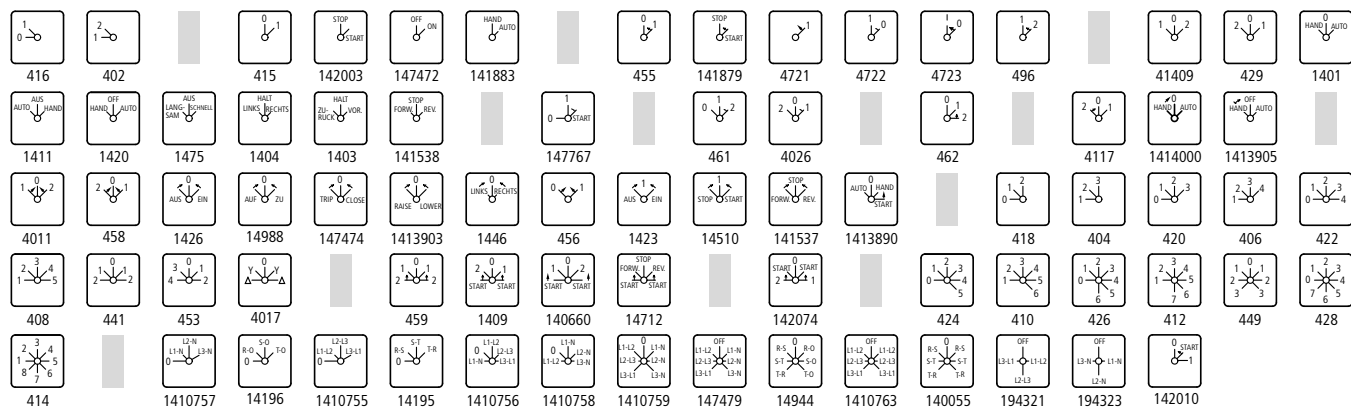 1 2 0 STOP OFF HAND 0 STOP 1 I 1 0 0 0
0 1 1 START ON AUTO 1 START 1 0 0 2 1 2 2 1 HAND AUTO
416 402 415 142003 147472 141883 455 141879 4721 4722 4723 496 41409 429 1401
AUS OFF AUS HALT HALT STOP 1 0 0 0 0 0 OFF
AUTO HAND HAND AUTO LANG- SCHNELL LINKS RECHTS ZU- VOR. FORW. REV. 1 2 2 1 1 2 1 HAND AUTO HAND AUTO
SAM RÜCK 0 START 2
1411 1420 1475 1404 1403 141538 147767 461 4026 462 4117 1414000 1413905
0 0 0 0 0 0 0 1 1 STOP 0 2 3 2 3 2
1 2 2 1 LINKS RECHTS 0 1 AUTO HAND 1 2 1 3 2 4 1 3
AUS EIN AUF ZU TRIP CLOSE RAISE LOWER AUS EIN STOP START FORW. REV. START 0 1 0 1 0 4
4011 458 1426 14988 147474 1413903 1446 456 1423 14510 141537 1413890 418 404 420 406 422
3 0 0 0 0 0 0 STOP 0 2 3 2 3 0 0
2 4 1 1 3 1 Y Y 1 1 2 1 1 2 FORW. REV. START START 1 3 2 4 1 3 2 4 1 1 1
1 5 2 2 4 2 Δ Δ 2 2 START START START START START START 2 1 0 4 1 5 0 4 1 5 2 2 2
5 6 6 5 7 6 3 3 7 6 5 4 3
408 441 453 4017 459 1409 140660 14712 142074 424 410 426 412 449 428
3 L2-N S-O L2-L3 S-T L1-L2 L1-N 0 OFF 0 OFF 0 OFF OFF 0
2 4 L1-N L3-N R-O T-O L1-L2 L3-L1 R-S T-R 0 L2-L3 L3-L1 0 L1-L2 L2-N L3-N L1-L2 L1-N L1-L2 L1-N R-S R-O L1-L2 L1-L2 R-S R-S START
1 5 0 0 0 0 L2-L3 L2-N L2-L3 L2-N S-T S-O L2-L3 L2-L3 S-T S-T L3-L1 L1-L2 L3-L1 L1-N 1
8 7 6 L3-L1 L3-N L3-L1 L3-N T-R T-O L3-L1 L3-L1 T-R T-R L2-L3 L2-N
414 1410757 14196 1410755 14195 1410756 1410758 1410759 147479 14944 1410763 140055 194321 194323 142010